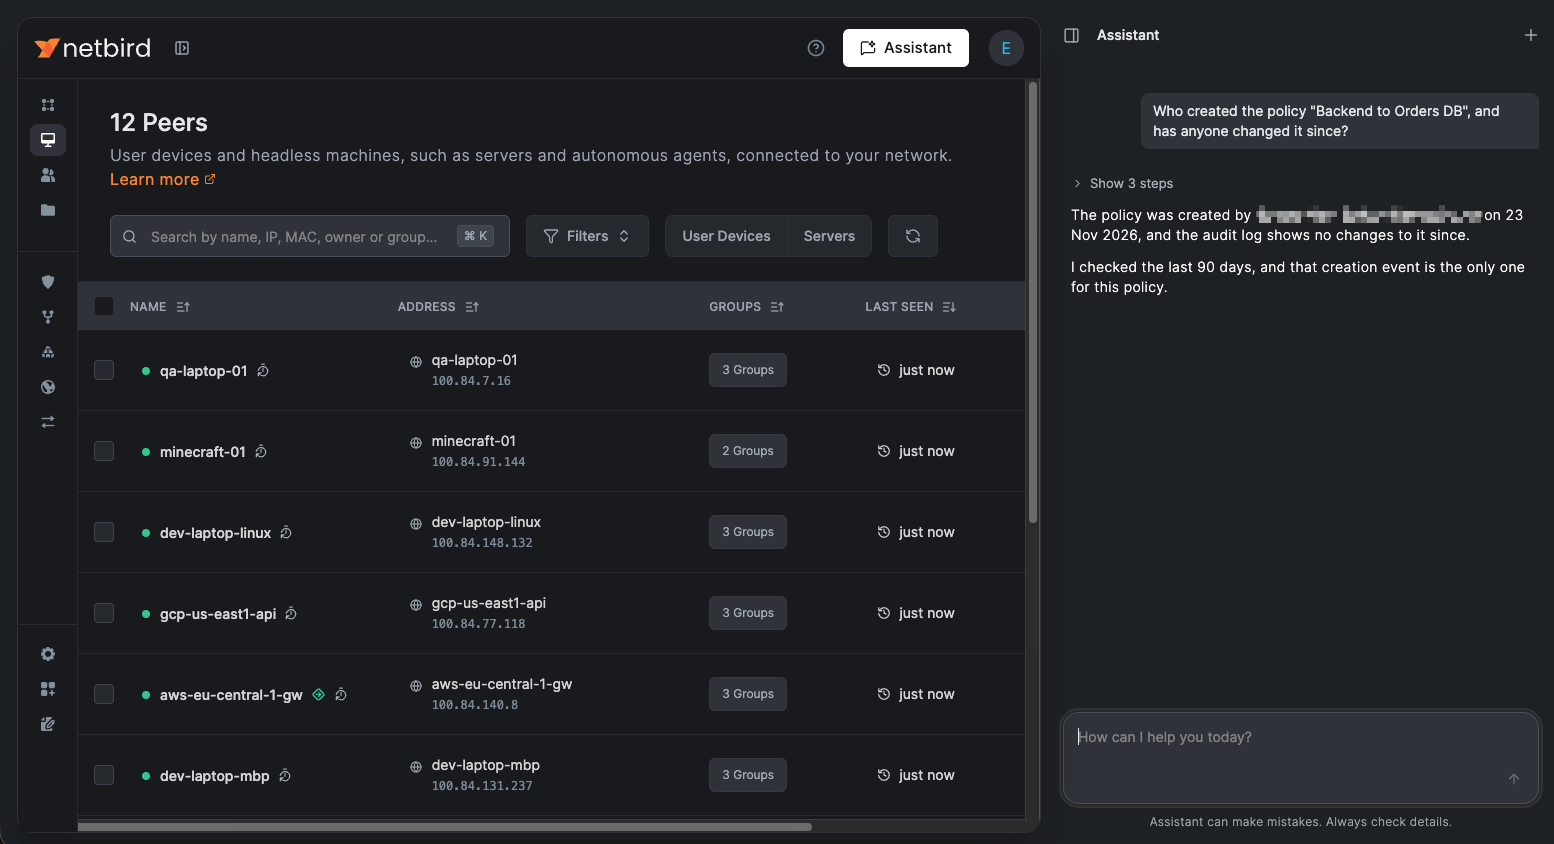 netbird
Assistant
E
12 Peers
User devices and headless machines, such as servers and autonomous agents, connected to your network.
Learn more
Search by name, IP, MAC, owner or group...
⌘ K
Filters
User Devices
Servers
NAME
ADDRESS
GROUPS
LAST SEEN
qa-laptop-01
qa-laptop-01
100.84.7.16
3 Groups
just now
minecraft-01
minecraft-01
100.84.91.144
2 Groups
just now
dev-laptop-linux
dev-laptop-linux
100.84.148.132
3 Groups
just now
gcp-us-east1-api
gcp-us-east1-api
100.84.77.118
3 Groups
just now
aws-eu-central-1-gw
aws-eu-central-1-gw
100.84.140.8
3 Groups
just now
dev-laptop-mbp
dev-laptop-mbp
100.84.131.237
3 Groups
just now
Assistant
Who created the policy "Backend to Orders DB", and
has anyone changed it since?
Show 3 steps
The policy was created by on 23
Nov 2026, and the audit log shows no changes to it since.
I checked the last 90 days, and that creation event is the only one
for this policy.
How can I help you today?
Assistant can make mistakes. Always check details.